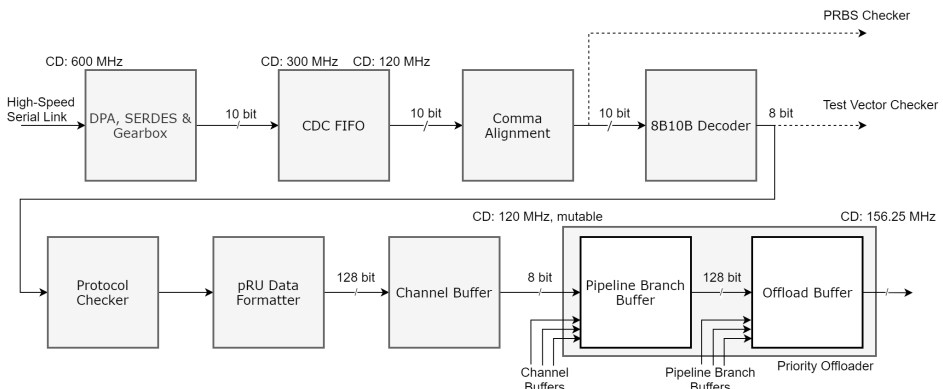 PRBS Checker
CD: 600 MHz
CD: 300 MHz
CD: 120 MHz
High-Speed
Serial Link
DPA, SERDES &
Gearbox
10 bit
CDC FIFO
10 bit
Comma
Alignment
10 bit
8B10B Decoder
8 bit
Test Vector Checker
CD: 120 MHz, mutable
CD: 156.25 MHz
Protocol
Checker
pRU Data
Formatter
128 bit
Channel Buffer
8 bit
Pipeline Branch
Buffer
128 bit
Offload Buffer
Priority Offloader
Channel
Buffers
Pipeline Branch
Buffers